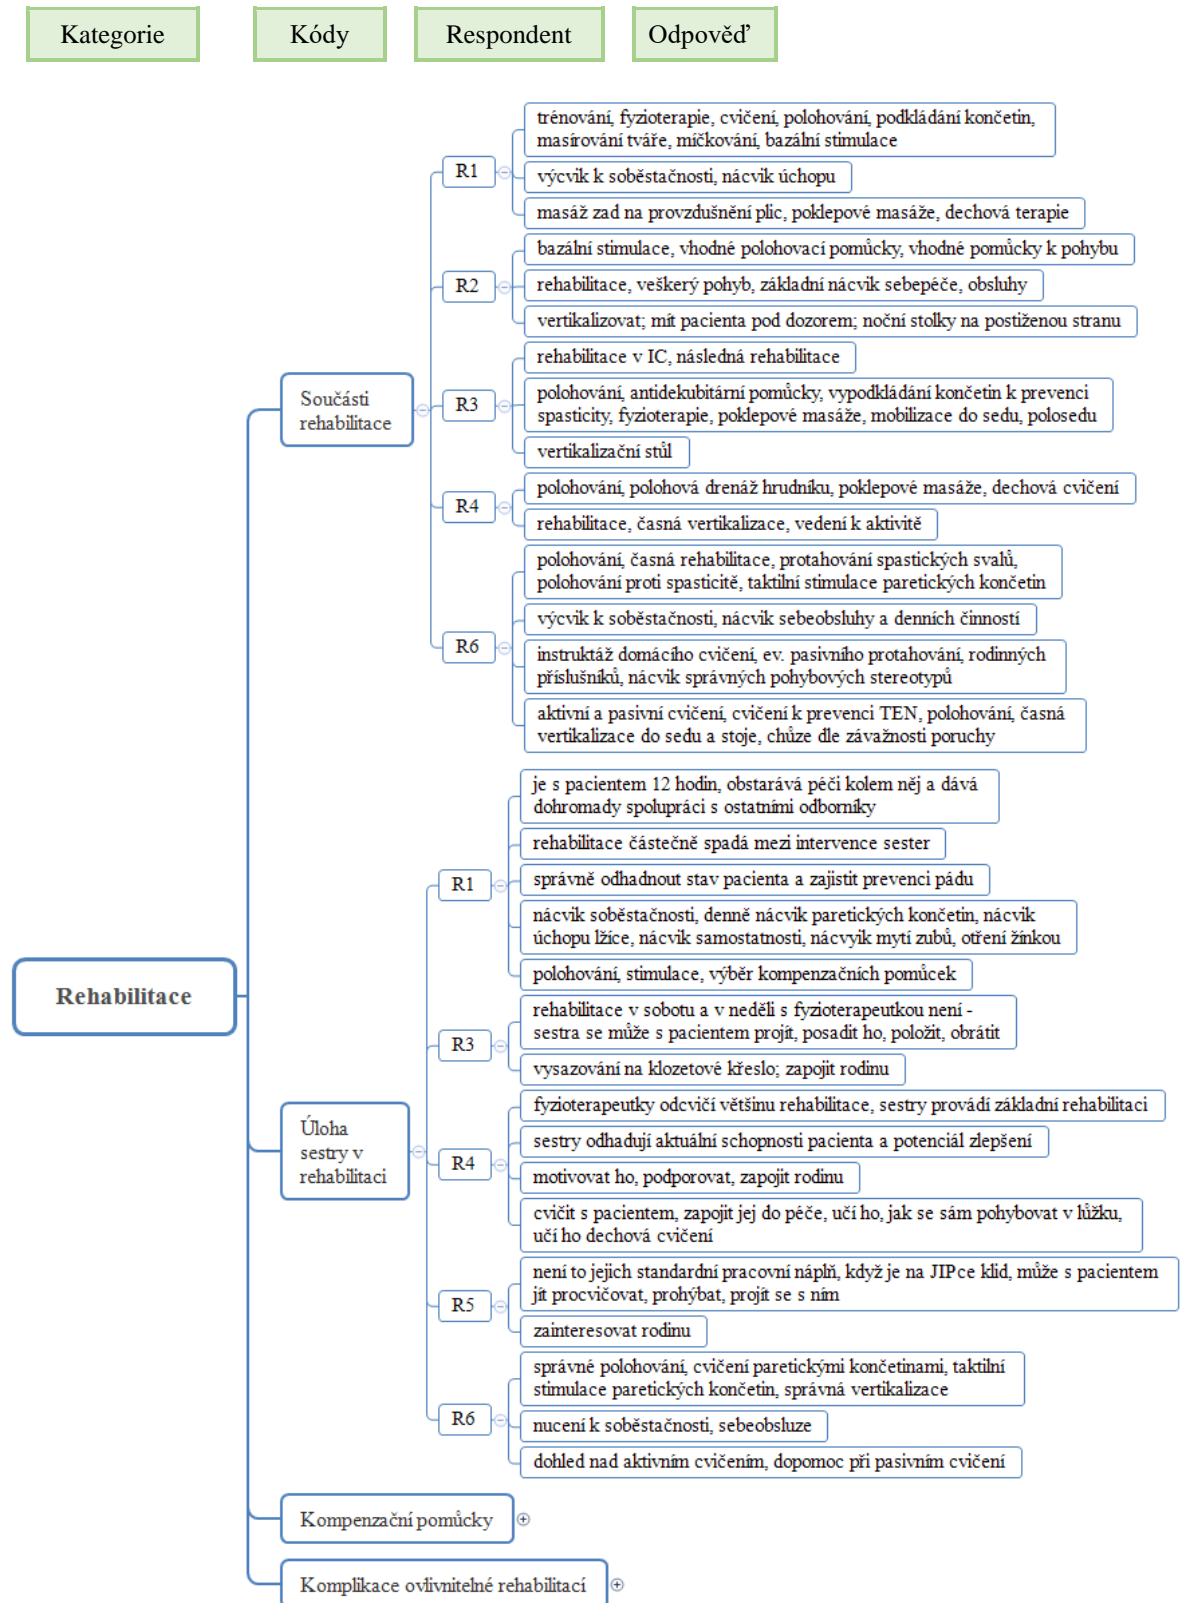 Kategorie
Kódy
Respondent
Odpověď
trénování, fyzioterapie, cvičení, polohování, podkládání končetin,
masírování tváře, míčkování, bazální stimulace
R1
výcvik k soběstačnosti, nácvik úchopu
masáž zad na provzdušnění plic, poklepové masáže, dechová terapie
bazální stimulace, vhodné polohovací pomůcky, vhodné pomůcky k pohybu
R2
rehabilitace, veškerý pohyb, základní nácvik sebepéče, obsluhy
vertikalizovat; mít pacienta pod dozorem; noční stolky na postiženou stranu
rehabilitace v IC, následná rehabilitace
Součásti
rehabilitace
R3
polohování, antidekubitární pomůcky, vypodkládání končetin k prevenci
spasticity, fyzioterapie, poklepové masáže, mobilizace do sedu, polosedu
vertikalizační stůl
polohování, polohová drenáž hrudníku, poklepové masáže, dechová cvičení
R4
rehabilitace, časná vertikalizace, vedení k aktivitě
polohování, časná rehabilitace, protahování spastických svalů,
polohování proti spasticitě, taktilní stimulace paretických končetin
výcvik k soběstačnosti, nácvik sebeobsluhy a denních činností
R6
instruktáž domácího cvičení, ev. pasivního protahování, rodinných
příslušníků, nácvik správných pohybových stereotypů
aktivní a pasivní cvičení, cvičení k prevenci TEN, polohování, časná
vertikalizace do sedu a stoje, chůze dle závažnosti poruchy
je s pacientem 12 hodin, obstarává péči kolem něj a dává
dohromady spolupráci s ostatními odborníky
rehabilitace částečně spadá mezi intervence sester
R1
správně odhadnout stav pacienta a zajistit prevenci pádu
nácvik soběstačnosti, denně nácvik paretických končetin, nácvik
úchopu lžíce, nácvik samostatnosti, nácvyik mytí zubů, otření žínkou
polohování, stimulace, výběr kompenzačních pomůcek
Rehabilitace
rehabilitace v sobotu a v neděli s fyzioterapeutkou není -
sestra se může s pacientem projít, posadit ho, položit, obrátit
R3
vysazování na klozetové křeslo; zapojit rodinu
fyzioterapeutky odcvičí většinu rehabilitace, sestry provádí základní rehabilitaci
Úloha
sestry v
rehabilitaci
sestry odhadují aktuální schopnosti pacienta a potenciál zlepšení
R4
motivovat ho, podporovat, zapojit rodinu
cvičit s pacientem, zapojit jej do péče, učí ho, jak se sám pohybovat v lůžku,
učí ho dechová cvičení
není to jejich standardní pracovní náplň, když je na JIPce klid, může s pacientem
jít procvičovat, prohýbat, projít se s ním
R5
zainteresovat rodinu
správné polohování, cvičení paretickými končetinami, taktilní
stimulace paretických končetin, správná vertikalizace
R6
nucení k soběstačnosti, sebeobsluze
dohled nad aktivním cvičením, dopomoc při pasivním cvičení
Kompenzační pomůcky
Komplikace ovlivnitelné rehabilitací